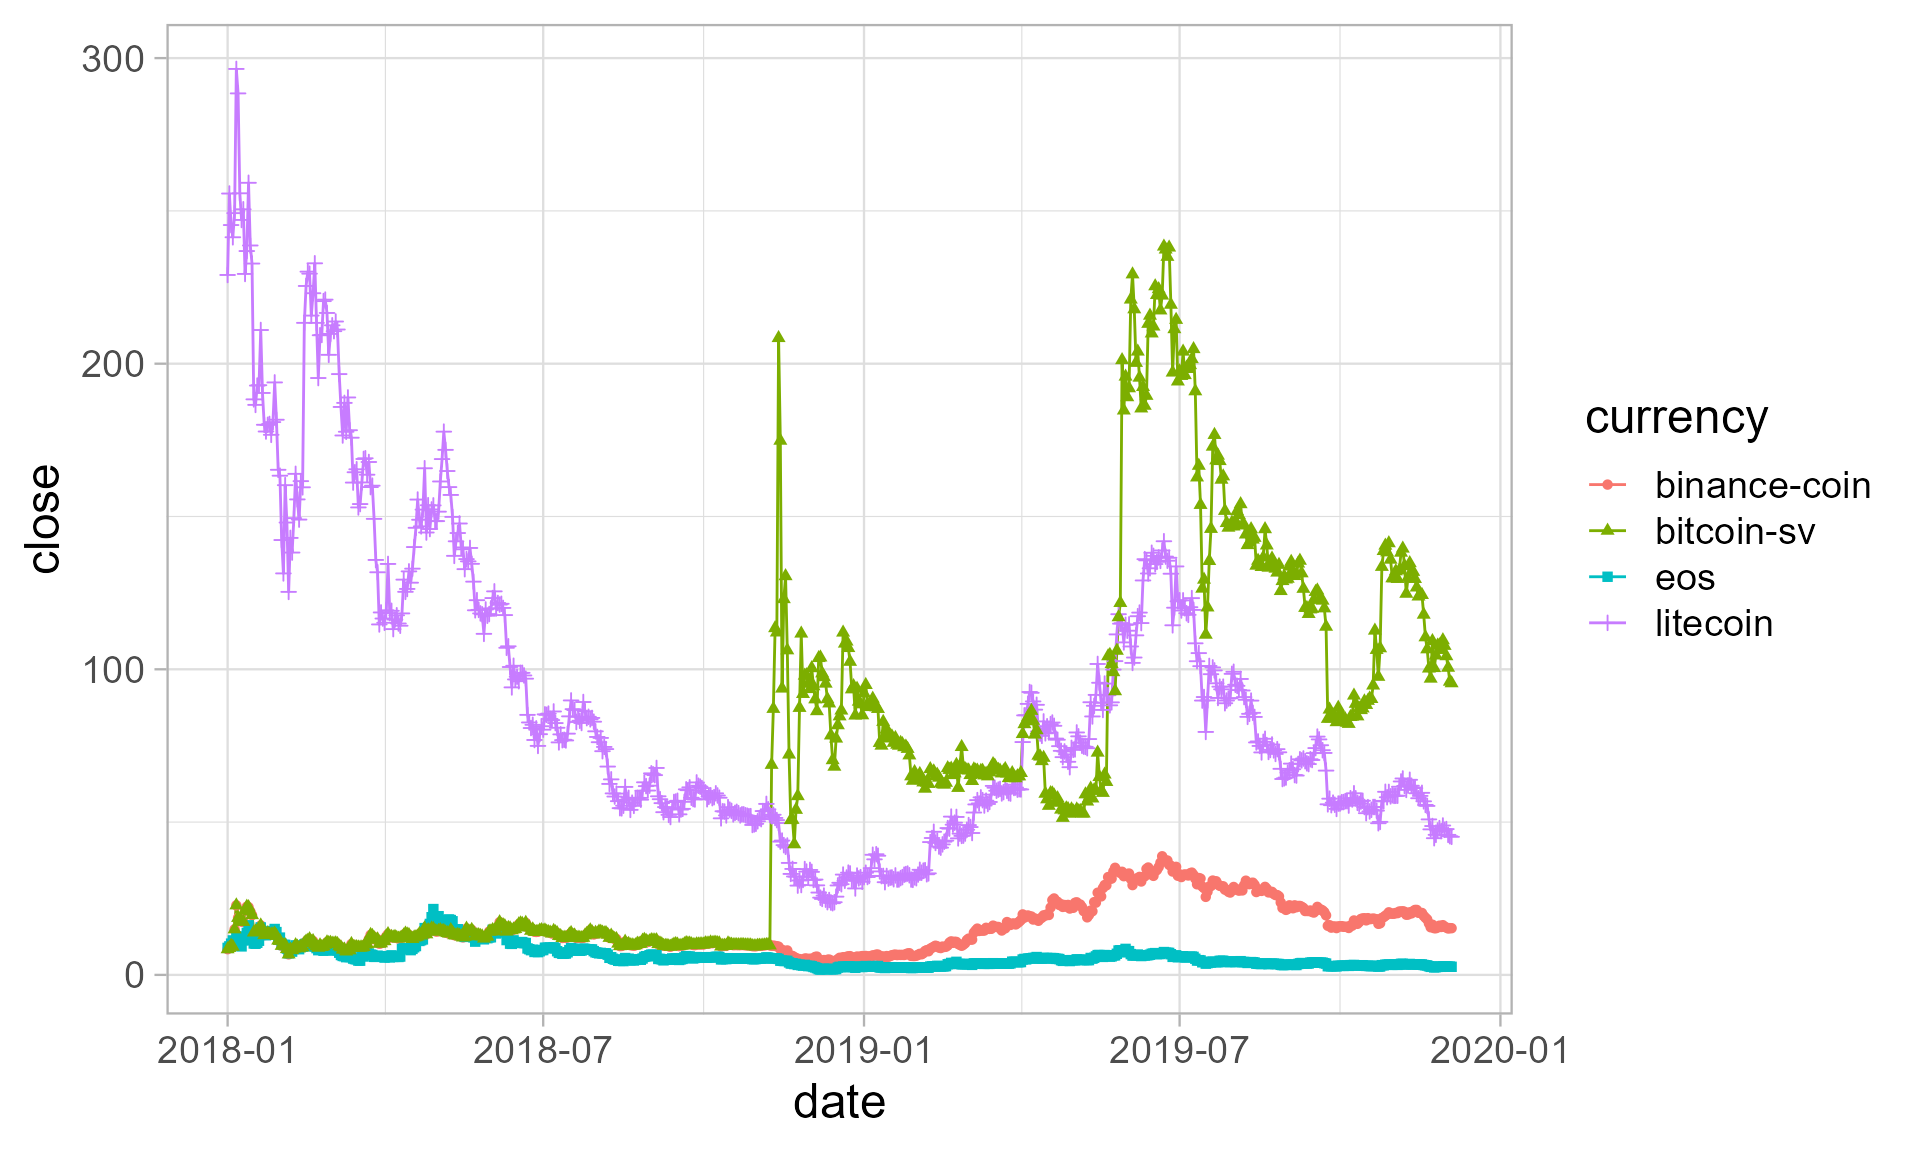 300
200
100
0
close
2018-01 2018-07 2019-01 2019-07 2020-01
date
currency
binance-coin
bitcoin-sv
eos
litecoin